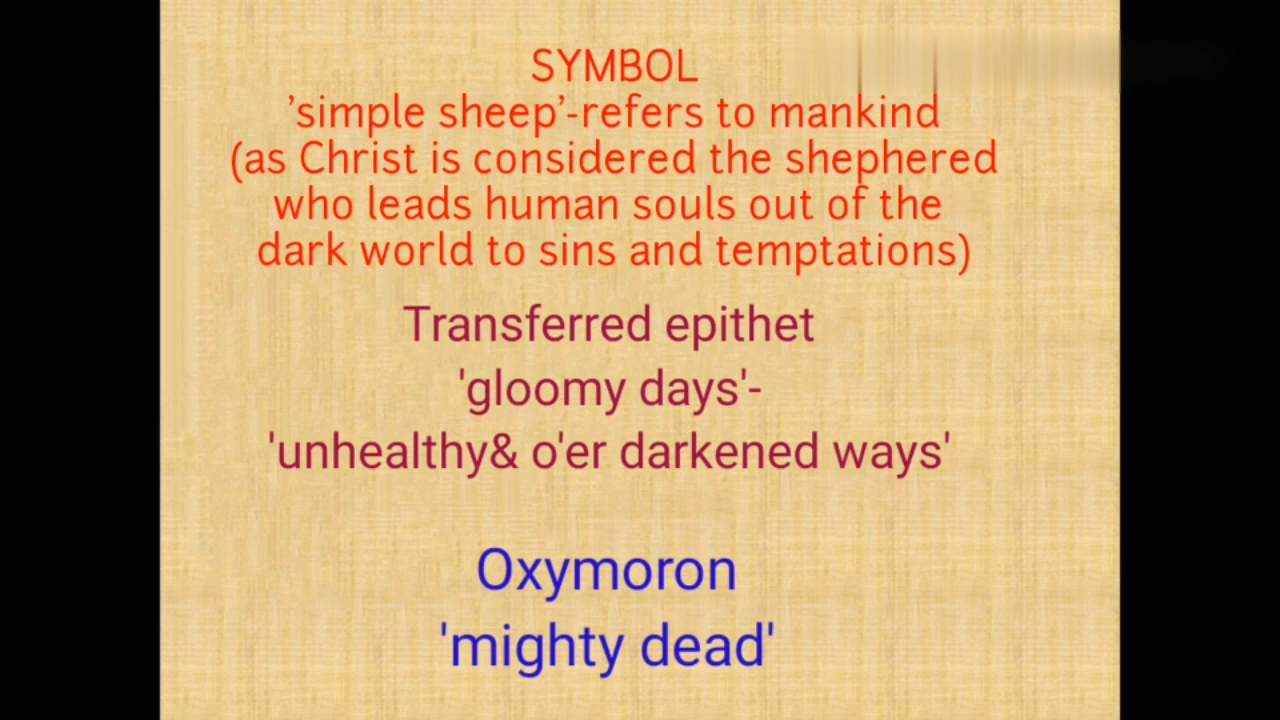 SYMBOL
'simple sheep'-refers to mankind
(as Christ is considered the shephered
who leads human souls out of the
dark world to sins and temptations)
Transferred epithet
'gloomy days'-
'unhealthy& o'er darkened ways'
Oxymoron
'mighty dead'